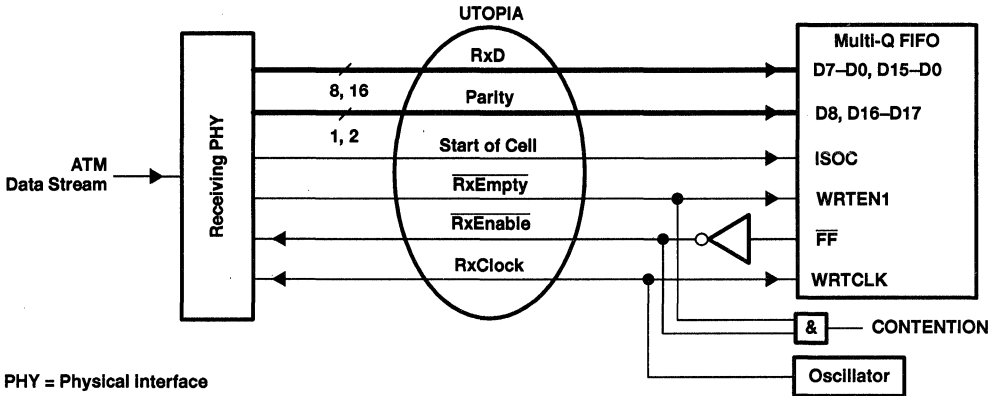 UTOPIA
Multi-Q FIFO
RxD
D7–D0, D15–D0
8, 16
Parity
D8, D16–D17
1, 2
Receiving PHY
Start of Cell
ISOC
ATM
Data Stream
RxEmpty
WRTEN1
RxEnable
FF
RxClock
WRTCLK
&
CONTENTION
Oscillator
PHY = Physical interface